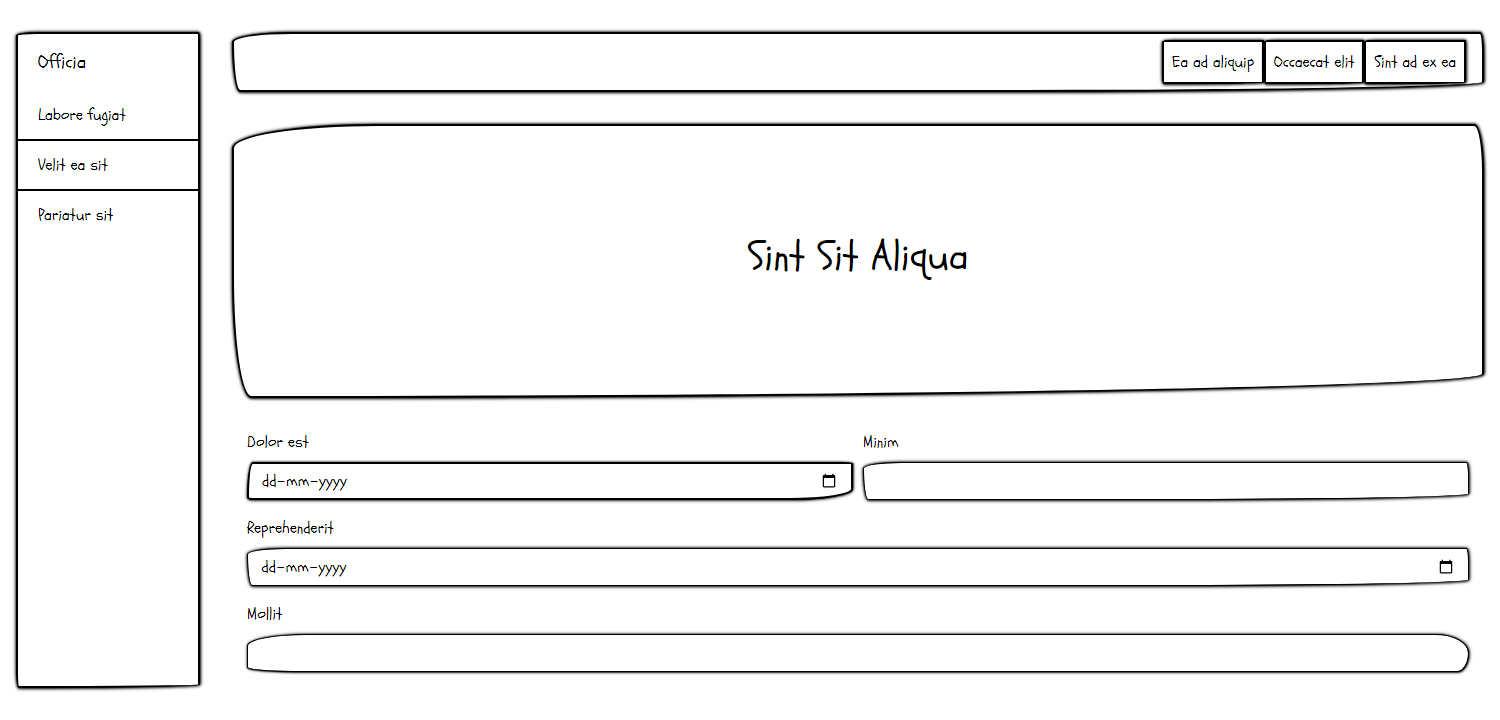 Officia
Labore fugiat
Velit ea sit
Pariatur sit
Ea ad aliquip
Occaecat elit
Sint ad ex ea
Sint Sit Aliqua
Dolor est
dd-mm-yyyy
Minim
Reprehenderit
dd-mm-yyyy
Mollit